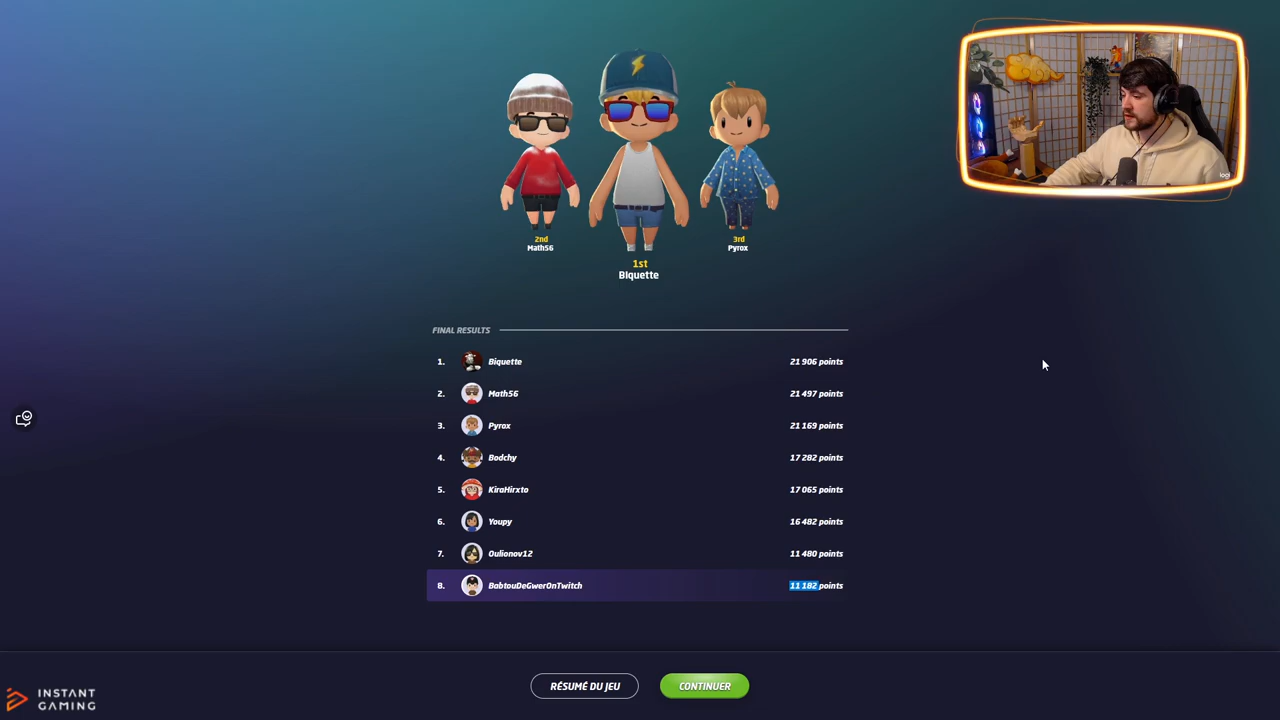 2nd
Math56
3rd
Pyrox
1st
Biquette
FINAL RESULTS
1. Biquette 21 906 points
2. Math56 21 497 points
3. Pyrox 21 169 points
4. Bodchy 17 282 points
5. KiraHirxto 17 065 points
6. Youpy 16 482 points
7. Oulionov12 11 480 points
8. BabtouDeGwerOnTwitch 11 182 points
RÉSUMÉ DU JEU
CONTINUER
INSTANT
GAMING
logi